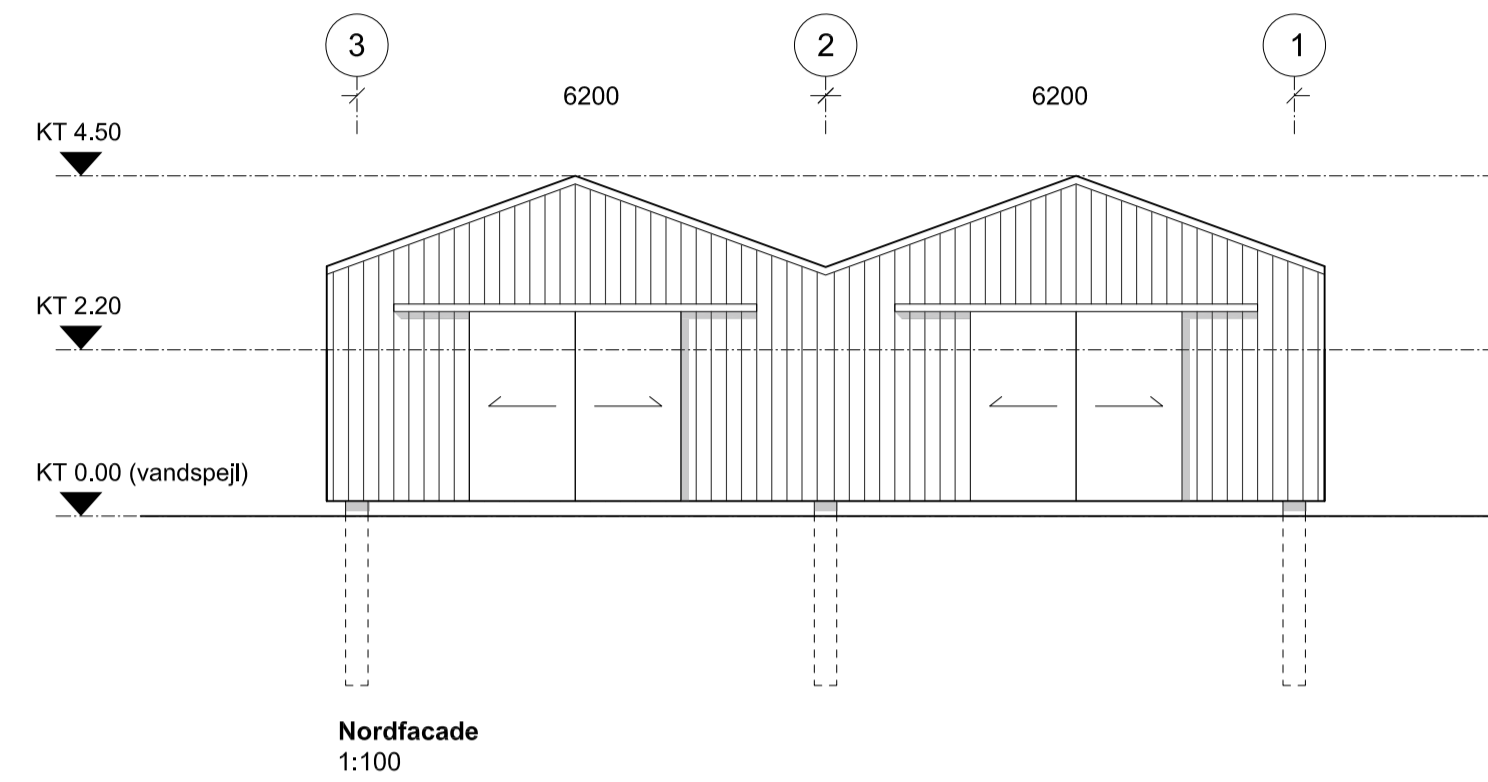 3 2 1
6200 6200
KT 4.50
KT 2.20
KT 0.00 (vandspejl)
Nordfacade
1:100